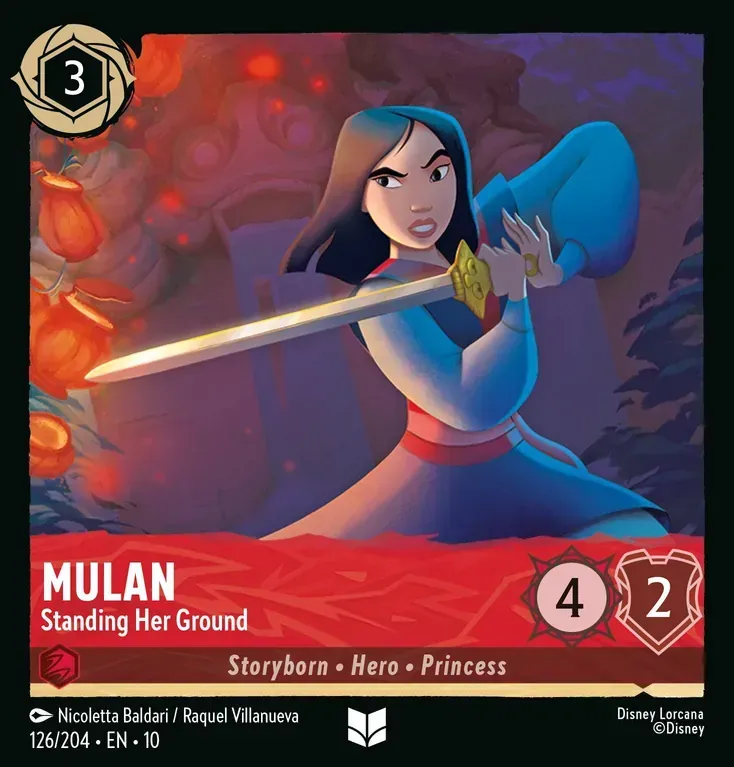 3
MULAN
Standing Her Ground
4
2
Storyborn • Hero • Princess
Nicoletta Baldari / Raquel Villanueva
126/204 • EN • 10
Disney Lorcana
©Disney